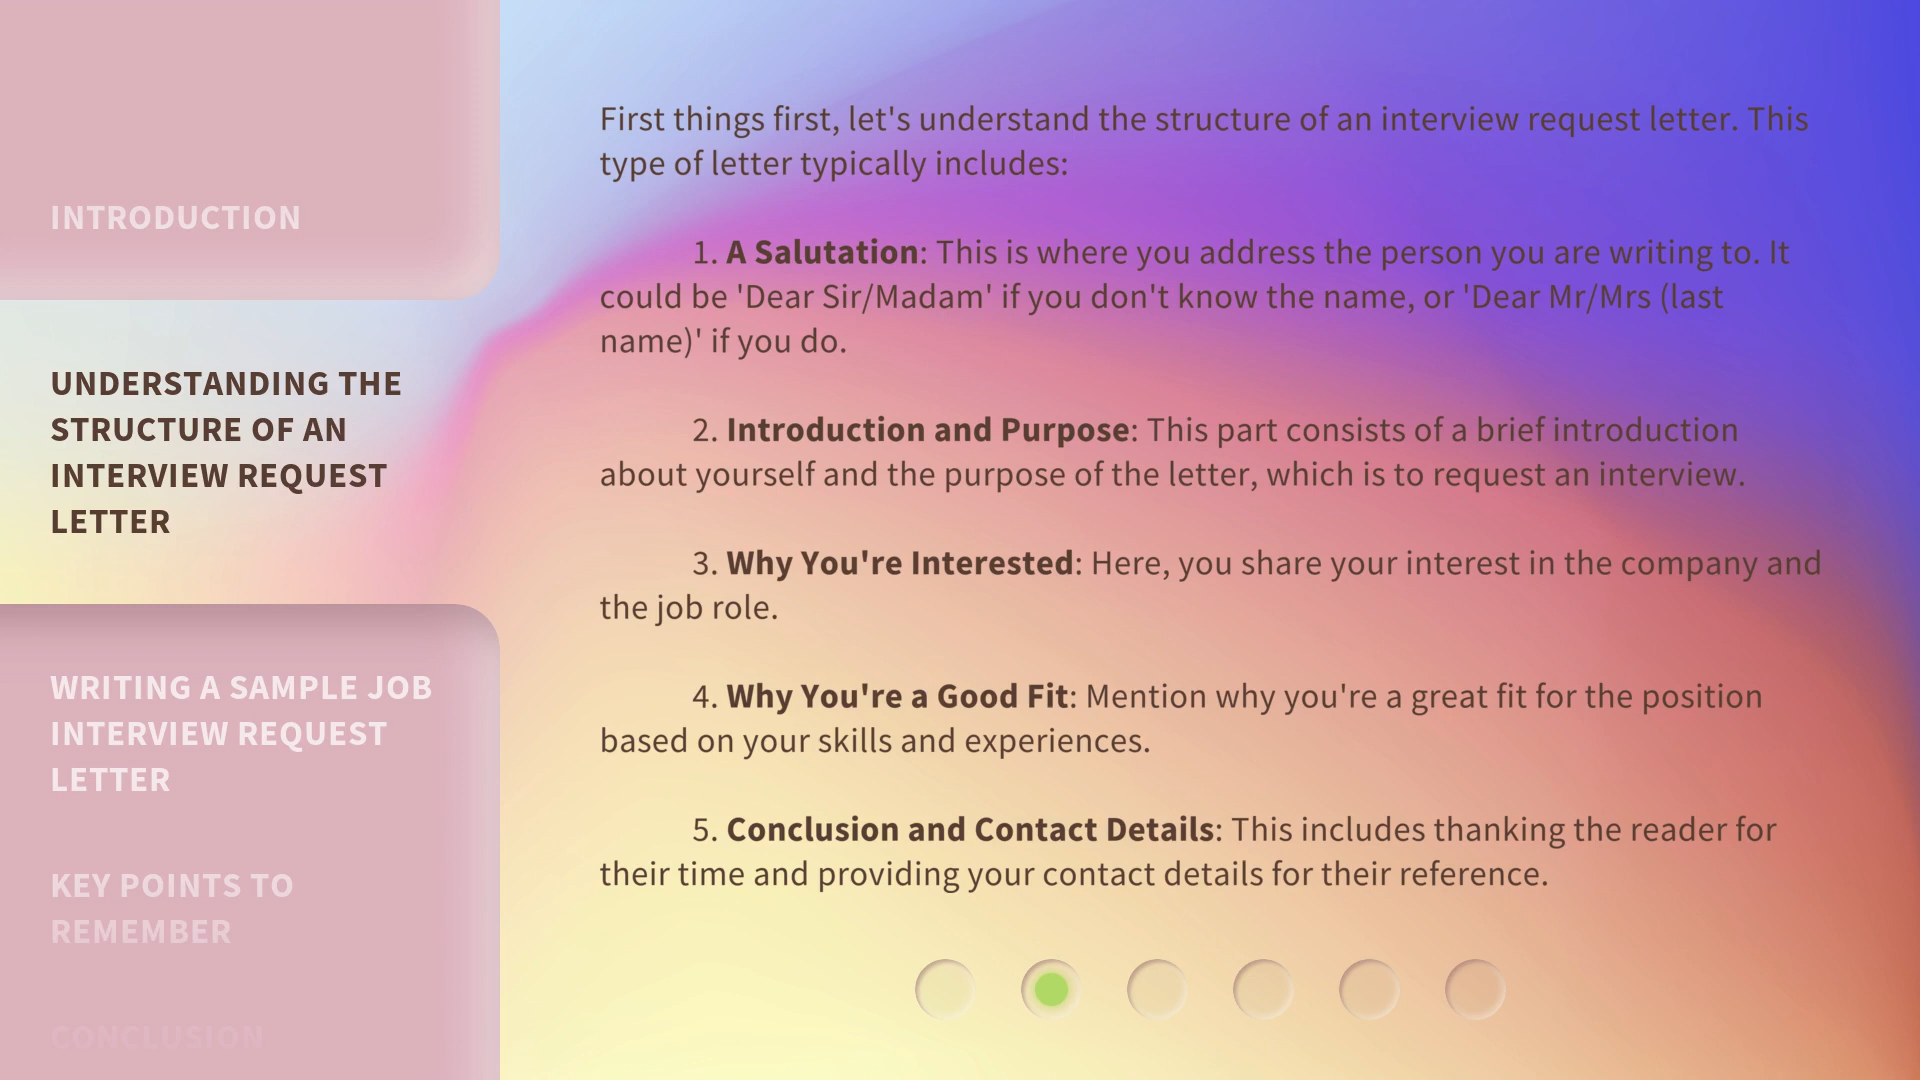 INTRODUCTION
UNDERSTANDING THE
STRUCTURE OF AN
INTERVIEW REQUEST
LETTER
WRITING A SAMPLE JOB
INTERVIEW REQUEST
LETTER
KEY POINTS TO
REMEMBER
CONCLUSION
First things first, let's understand the structure of an interview request letter. This
type of letter typically includes:
1. A Salutation: This is where you address the person you are writing to. It
could be 'Dear Sir/Madam' if you don't know the name, or 'Dear Mr/Mrs (last
name)' if you do.
2. Introduction and Purpose: This part consists of a brief introduction
about yourself and the purpose of the letter, which is to request an interview.
3. Why You're Interested: Here, you share your interest in the company and
the job role.
4. Why You're a Good Fit: Mention why you're a great fit for the position
based on your skills and experiences.
5. Conclusion and Contact Details: This includes thanking the reader for
their time and providing your contact details for their reference.